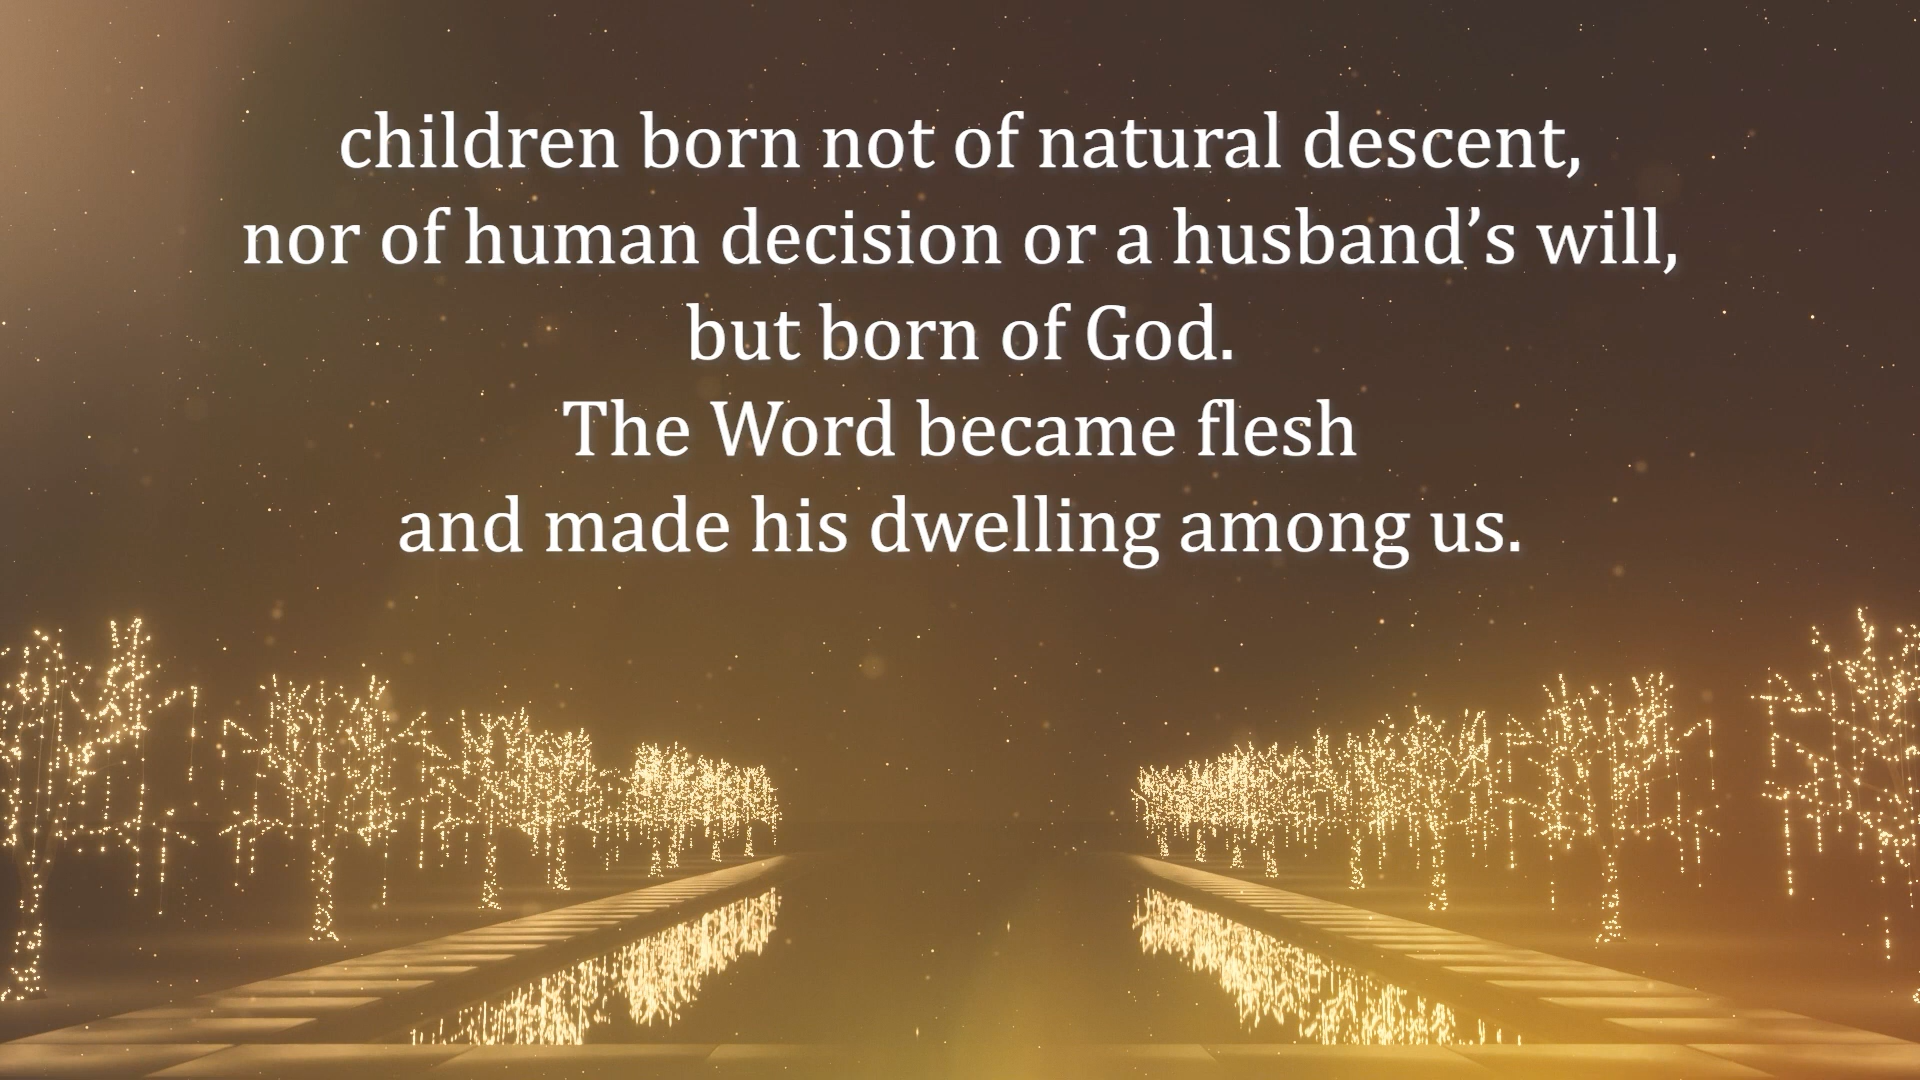 children born not of natural descent,
nor of human decision or a husband’s will,
but born of God.
The Word became flesh
and made his dwelling among us.